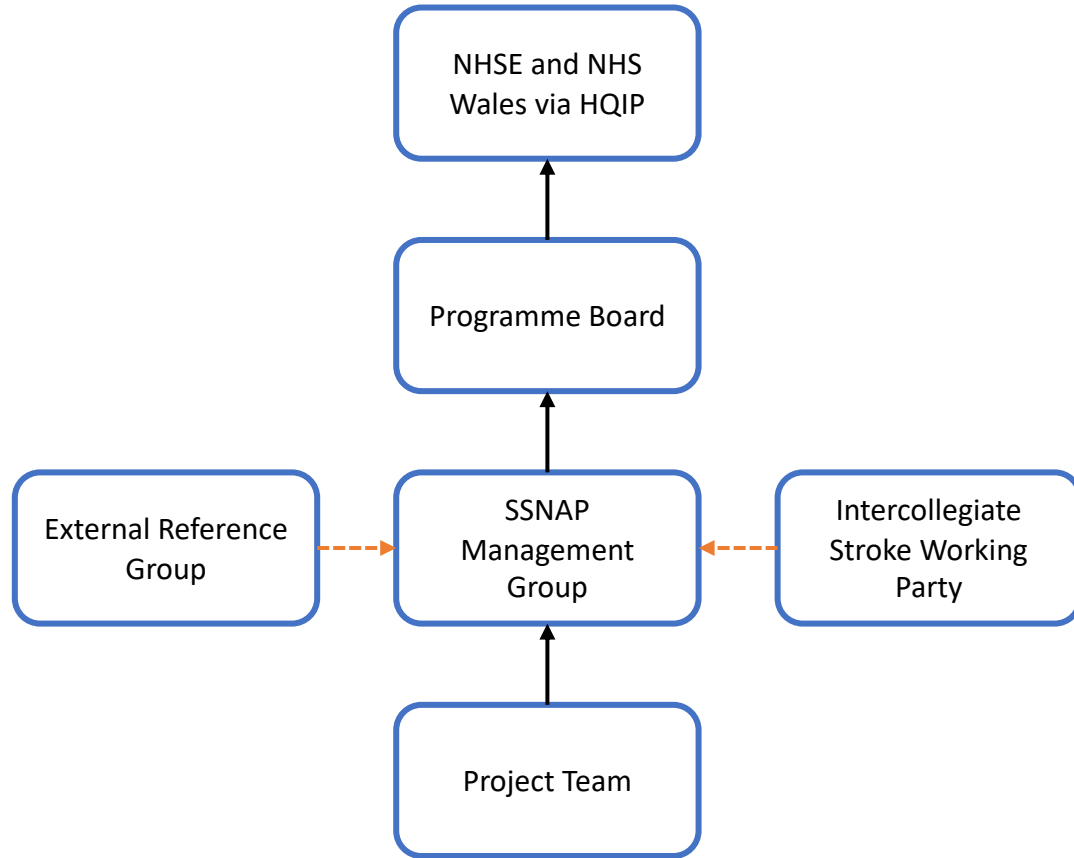 NHSE and NHS
Wales via HQIP
Programme Board
External Reference
Group
SSNAP
Management
Group
Intercollegiate
Stroke Working
Party
Project Team